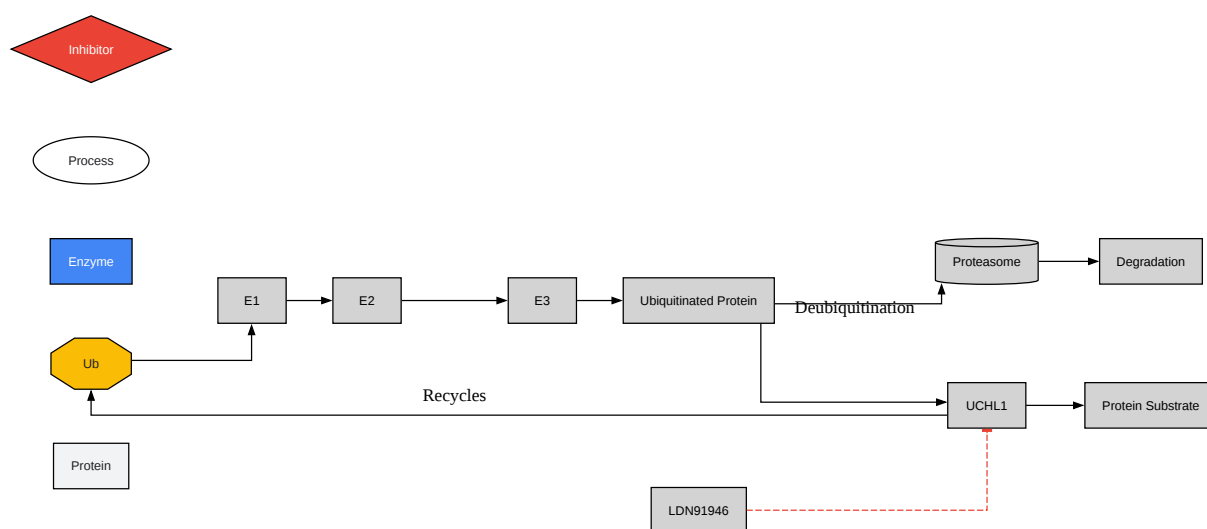 Inhibitor
Process
Enzyme
Ub
Protein
E1
E2
E3
Ubiquitinated Protein
Deubiquitination
Proteasome
Degradation
Recycles
UCHL1
Protein Substrate
LDN91946